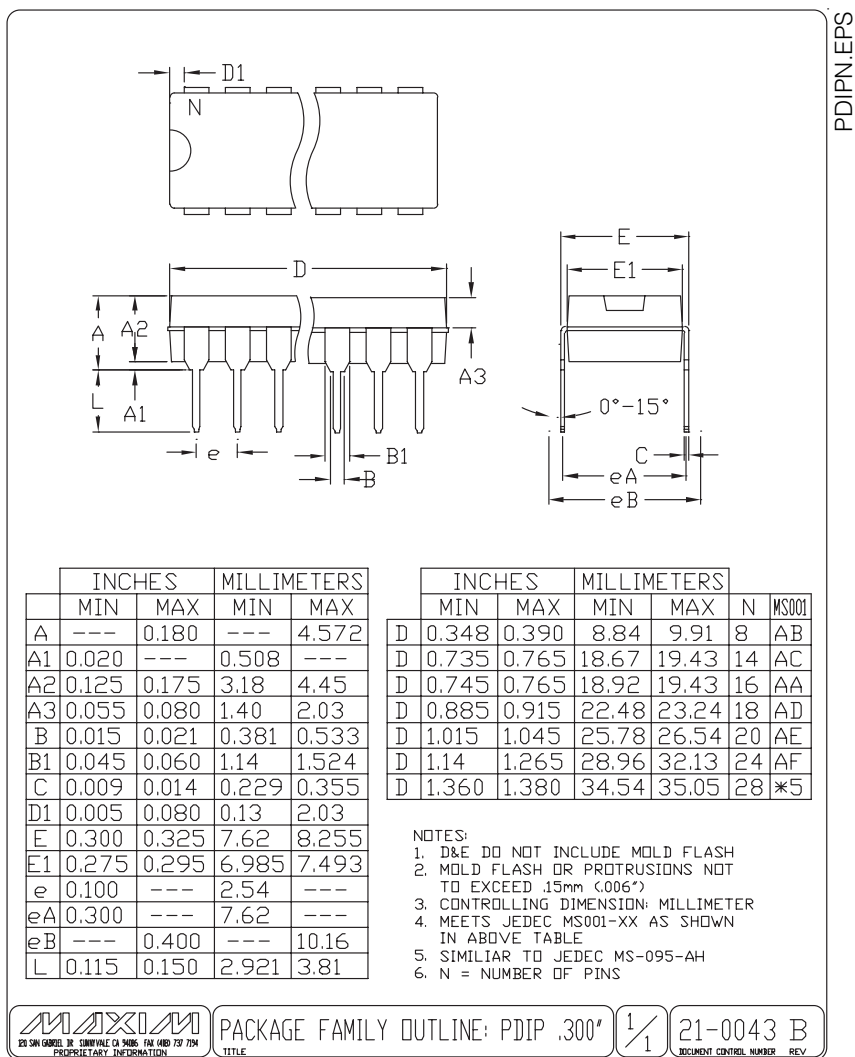 PDIPN.EPS
D1
N
D
E
E1
A
A2
A3
L
A1
0°-15°
e
B1
B
C
eA
eB
INCHES MILLIMETERS
MIN MAX MIN MAX
A --- 0.180 --- 4.572
A1 0.020 --- 0.508 ---
A2 0.125 0.175 3.18 4.45
A3 0.055 0.080 1.40 2.03
B 0.015 0.021 0.381 0.533
B1 0.045 0.060 1.14 1.524
C 0.009 0.014 0.229 0.355
D1 0.005 0.080 0.13 2.03
E 0.300 0.325 7.62 8.255
E1 0.275 0.295 6.985 7.493
e 0.100 --- 2.54 ---
eA 0.300 --- 7.62 ---
eB --- 0.400 --- 10.16
L 0.115 0.150 2.921 3.81
INCHES MILLIMETERS
MIN MAX MIN MAX N MS001
D 0.348 0.390 8.84 9.91 8 AB
D 0.735 0.765 18.67 19.43 14 AC
D 0.745 0.765 18.92 19.43 16 AA
D 0.885 0.915 22.48 23.24 18 AD
D 1.015 1.045 25.78 26.54 20 AE
D 1.14 1.265 28.96 32.13 24 AF
D 1.360 1.380 34.54 35.05 28 *5
NOTES:
1. D&E DO NOT INCLUDE MOLD FLASH
2. MOLD FLASH OR PROTRUSIONS NOT
TO EXCEED .15mm (.006")
3. CONTROLLING DIMENSION: MILLIMETER
4. MEETS JEDEC MS001-XX AS SHOWN
IN ABOVE TABLE
5. SIMILIAR TO JEDEC MS-095-AH
6. N = NUMBER OF PINS
MAXIM
120 SAN GABRIEL DR SUNNYVALE CA 94086 FAX (408) 737 7194
PROPRIETARY INFORMATION
PACKAGE FAMILY OUTLINE: PDIP .300"
TITLE
1/1
21-0043 B
DOCUMENT CONTROL NUMBER REV